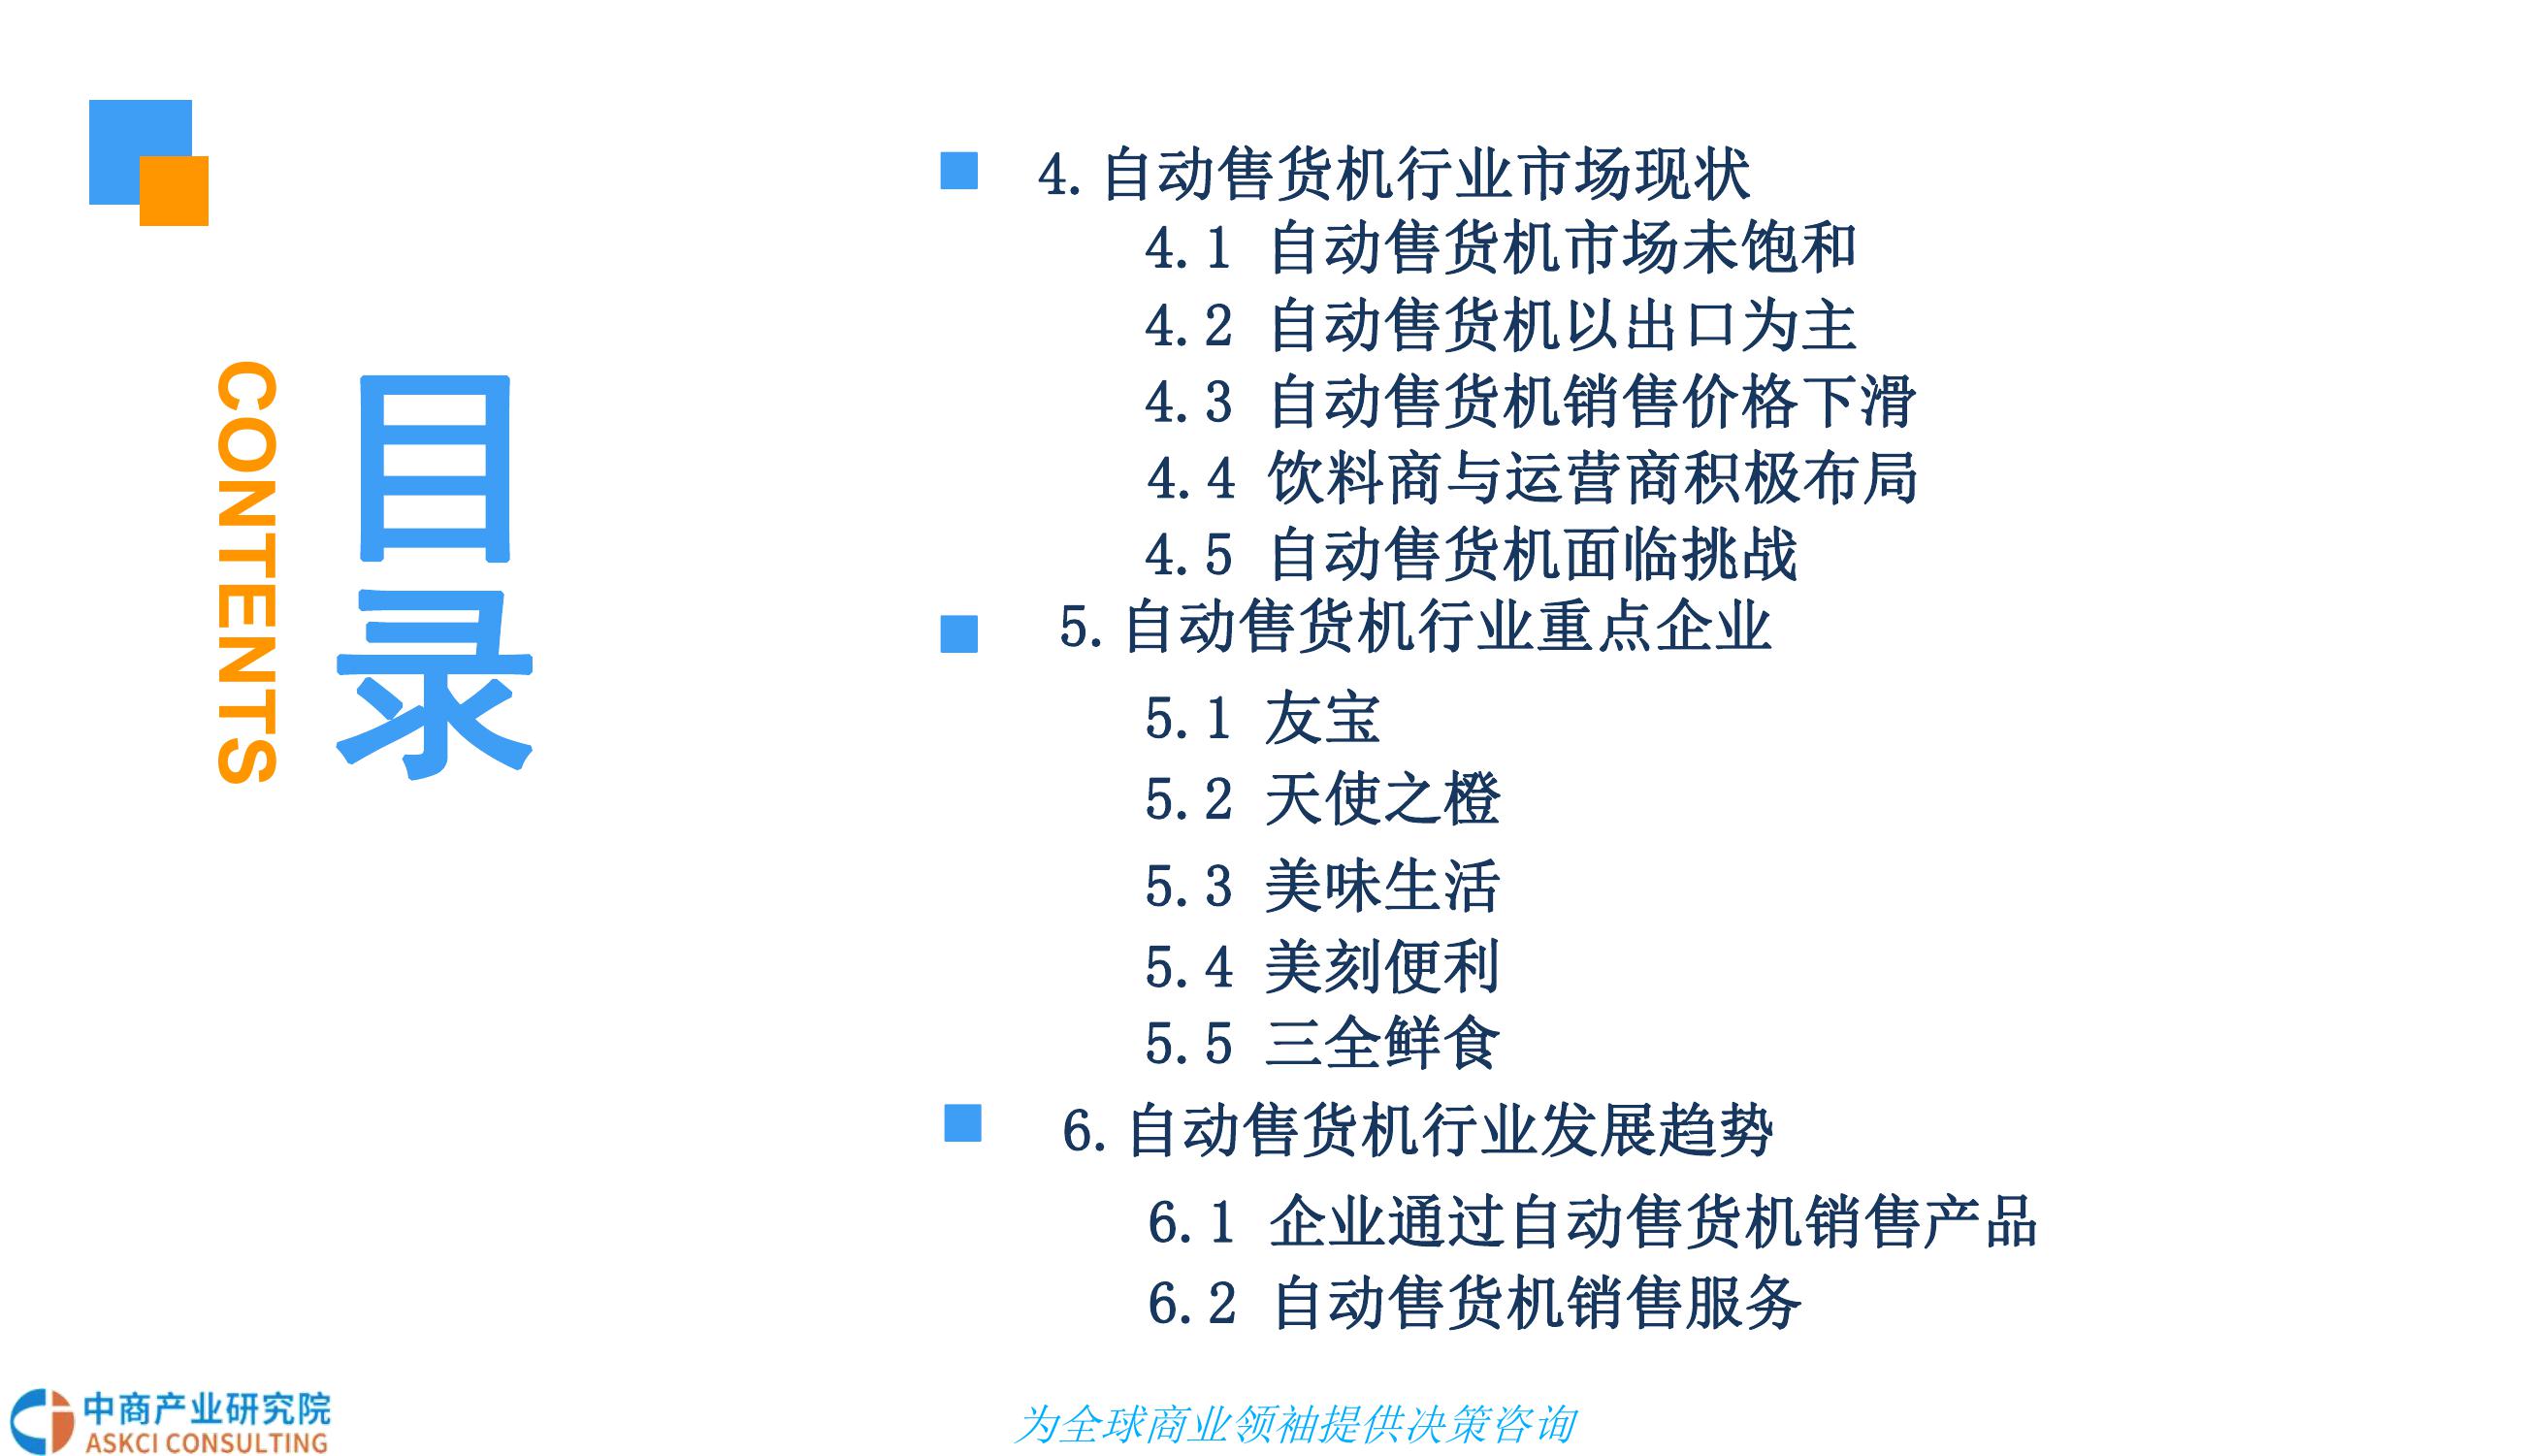 目录
CONTENTS
4.自动售货机行业市场现状
4.1 自动售货机市场未饱和
4.2 自动售货机以出口为主
4.3 自动售货机销售价格下滑
4.4 饮料商与运营商积极布局
4.5 自动售货机面临挑战
5.自动售货机行业重点企业
5.1 友宝
5.2 天使之橙
5.3 美味生活
5.4 美刻便利
5.5 三全鲜食
6.自动售货机行业发展趋势
6.1 企业通过自动售货机销售产品
6.2 自动售货机销售服务
中商产业研究院
ASKCI CONSULTING
为全球商业领袖提供决策咨询